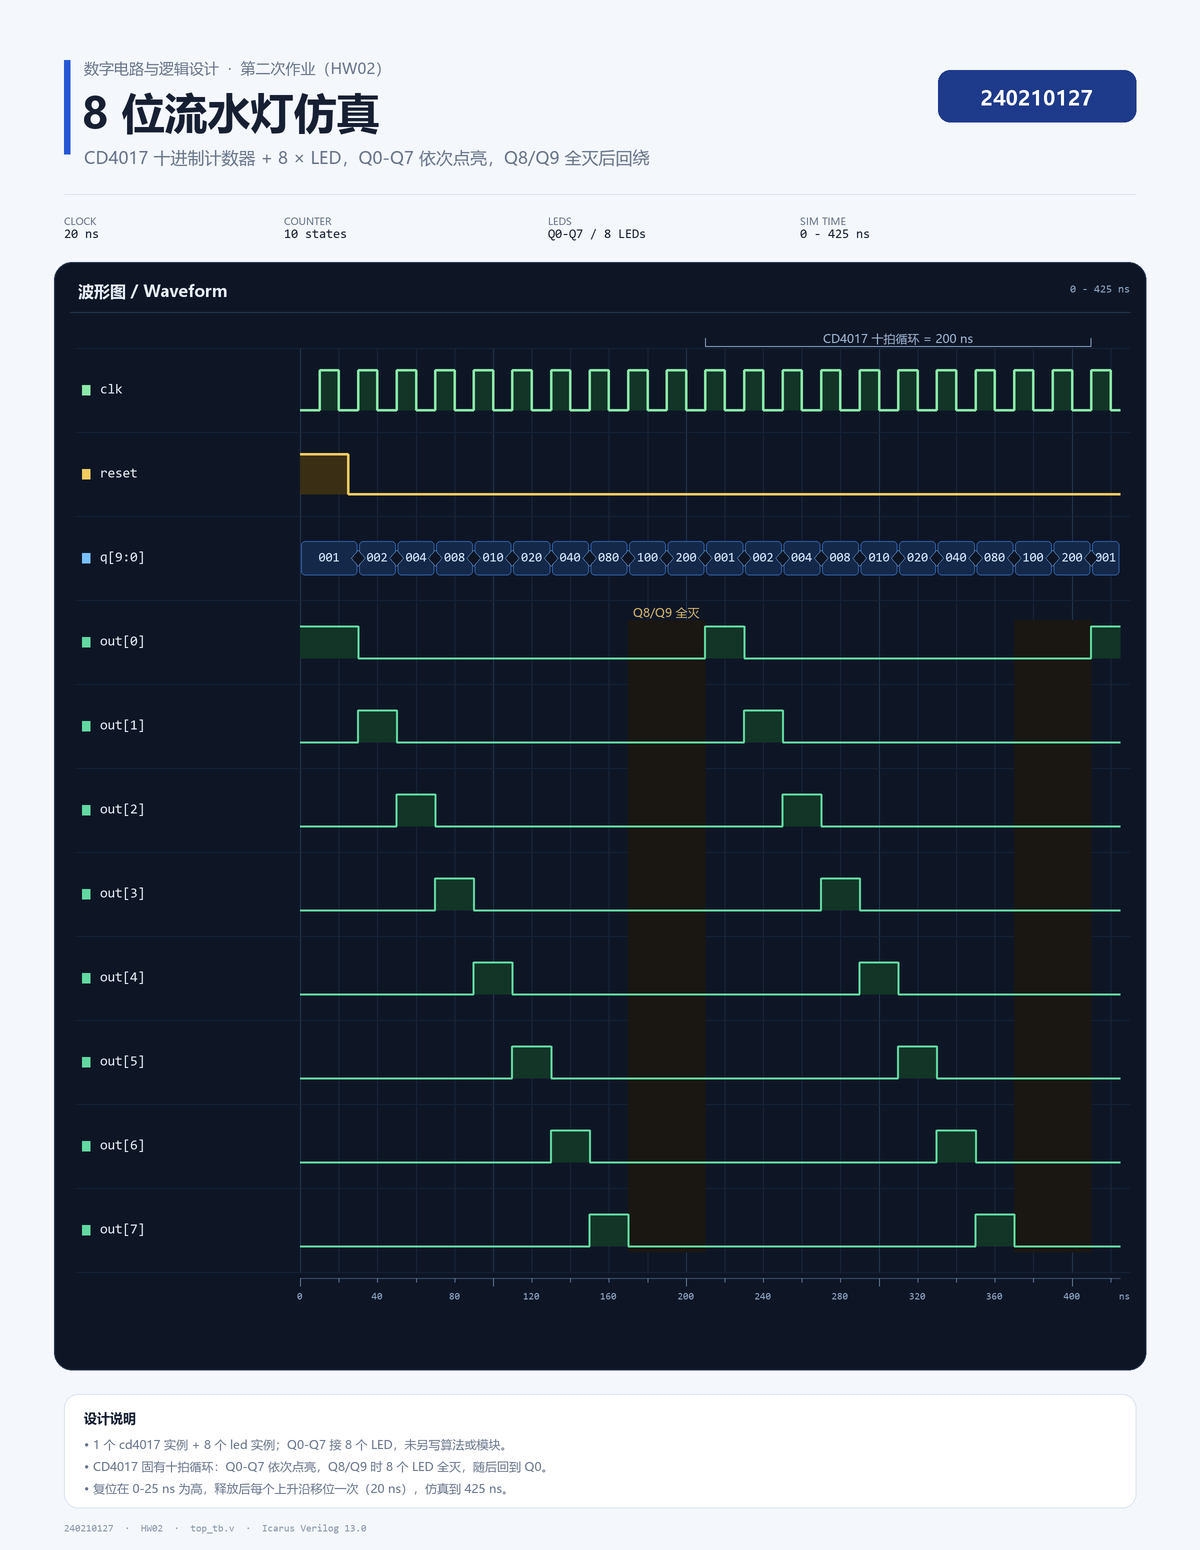 数字电路与逻辑设计 · 第二次作业（HW02）
8 位流水灯仿真
240210127
CD4017 十进制计数器 + 8 × LED，Q0-Q7 依次点亮，Q8/Q9 全灭后回绕
CLOCK COUNTER LEDS SIM TIME
20 ns 10 states Q0-Q7 / 8 LEDs 0 - 425 ns
波形图 / Waveform 0 - 425 ns
CD4017 十拍循环 = 200 ns
clk
reset
q[9:0] 001 002 004 008 010 020 040 080 100 200 001 002 004 008 010 020 040 080 100 200 001
Q8/Q9 全灭
out[0]
out[1]
out[2]
out[3]
out[4]
out[5]
out[6]
out[7]
0 40 80 120 160 200 240 280 320 360 400 ns
设计说明
• 1 个 cd4017 实例 + 8 个 led 实例；Q0-Q7 接 8 个 LED，未另写算法或模块。
• CD4017 固有十拍循环：Q0-Q7 依次点亮，Q8/Q9 时 8 个 LED 全灭，随后回到 Q0。
• 复位在 0-25 ns 为高，释放后每个上升沿移位一次（20 ns），仿真到 425 ns。
240210127 · HW02 · top_tb.v · Icarus Verilog 13.0